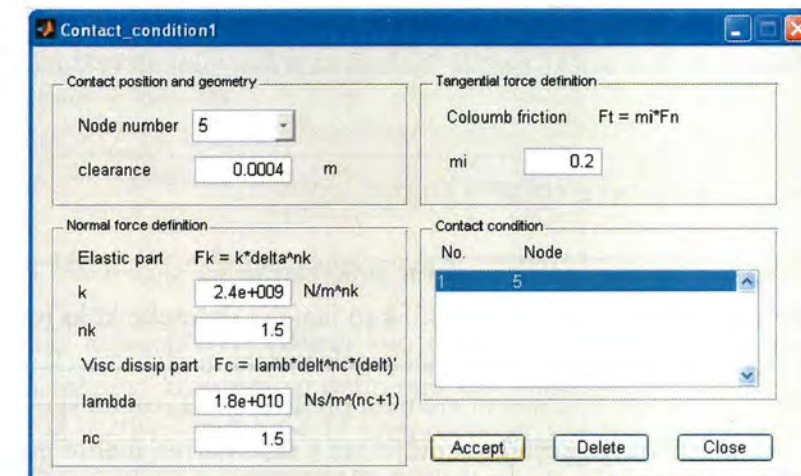 Contact_condition1
Contact position and geometry
Node number 5
clearance 0.0004 m
Tangential force definition
Coloumb friction Ft = mi*Fn
mi 0.2
Normal force definition
Elastic part Fk = k*delta^nk
k 2.4e+009 N/m^nk
nk 1.5
Visc dissip part Fc = lamb*delt^nc*(delt)'
lambda 1.8e+010 Ns/m^(nc+1)
nc 1.5
Contact condition
No. Node
1 5
Accept Delete Close